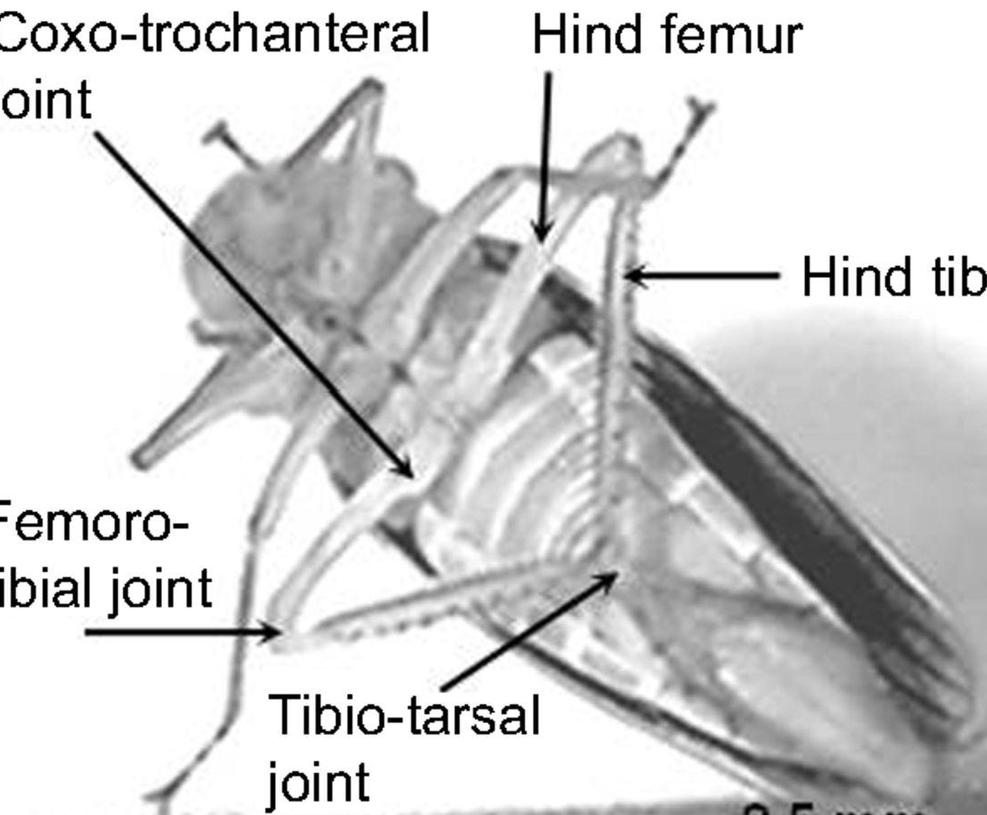 Coxo-trochanteral
oint
Hind femur
Hind tib
Femoro-
ibial joint
Tibio-tarsal
joint